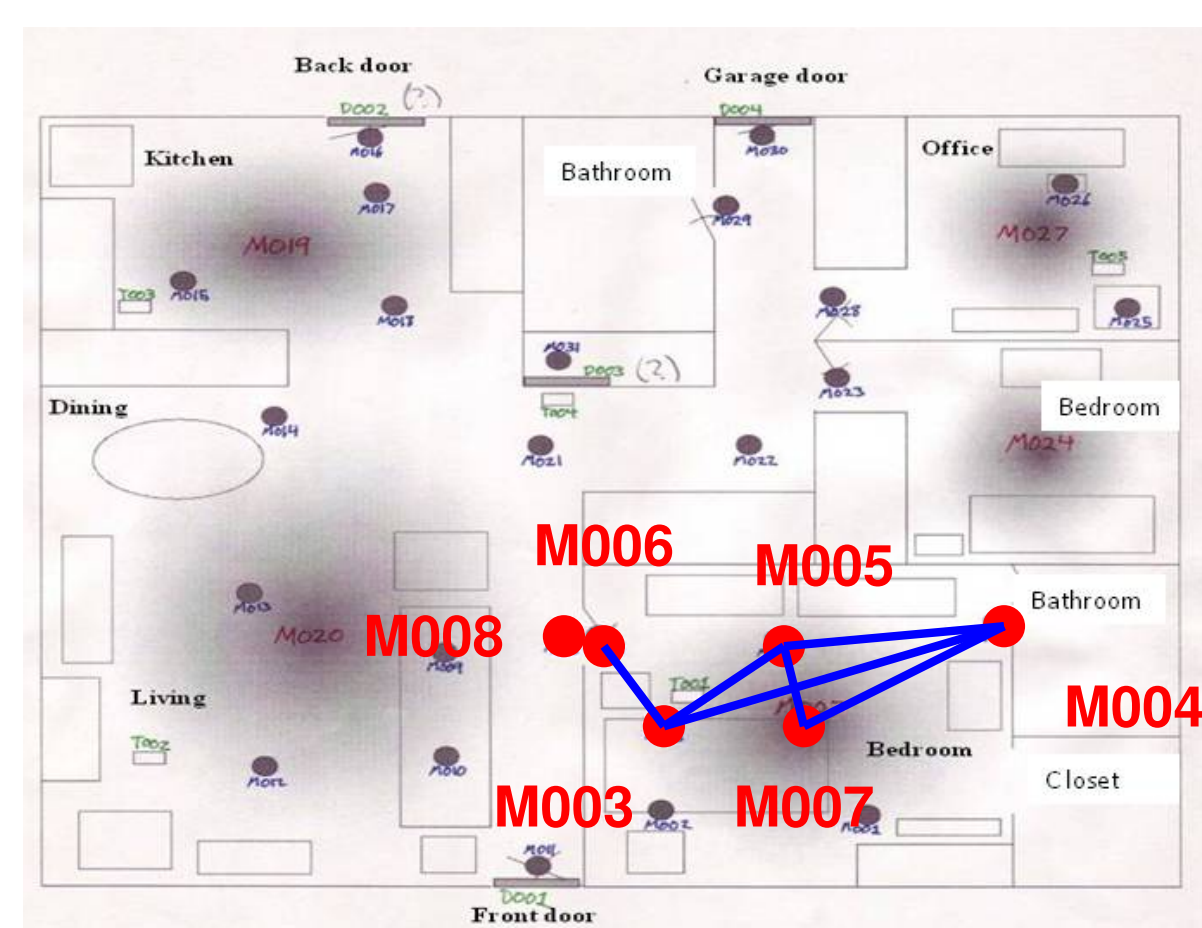 Back door
Garage door
D002 (?)
D004
M016
M030
Kitchen
Bathroom
Office
M017
M029
M026
M019
M027
T005
T003
M015
M018
M028
M025
M031
D003 (?)
M023
T004
Dining
Bedroom
M014
M021
M022
M024
M006
M005
M013
M020
M008
M009
Bathroom
T001
Living
M004
T002
Bedroom
M012
M010
Closet
M003
M007
M002
M001
M011
D001
Front door